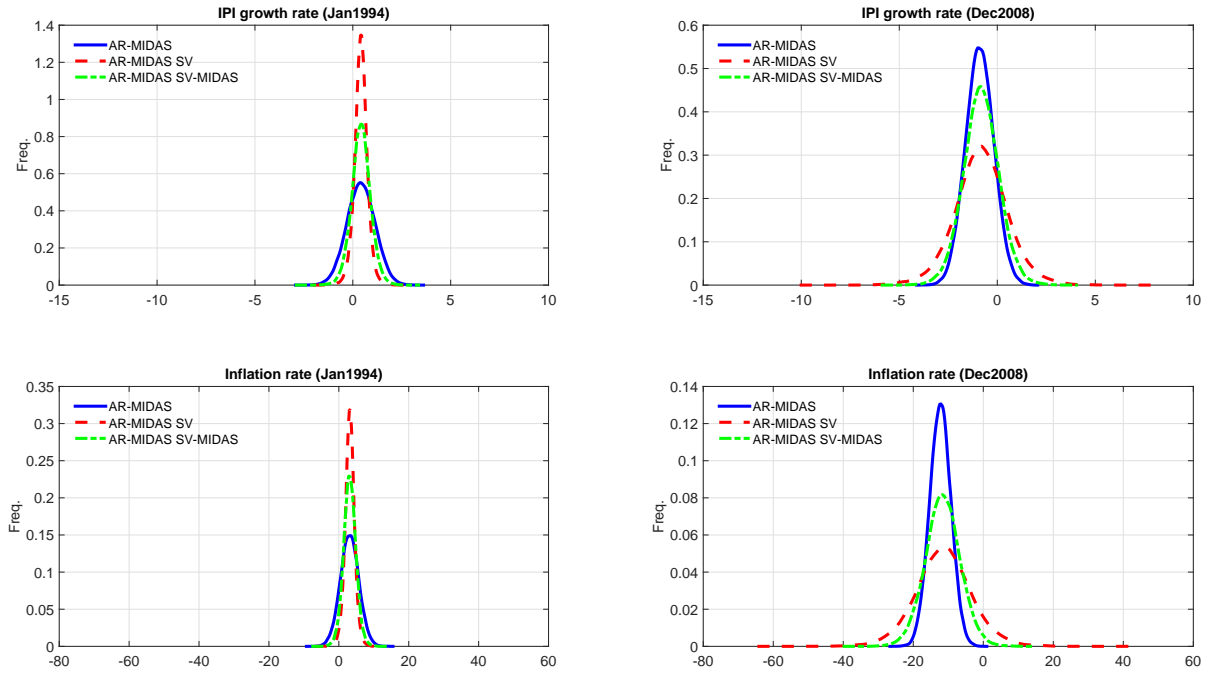 IPI growth rate (Jan1994)
1.4
1.2
1
0.8
0.6
0.4
0.2
0
Freq.
AR-MIDAS
AR-MIDAS SV
AR-MIDAS SV-MIDAS
-15 -10 -5 0 5 10
IPI growth rate (Dec2008)
0.6
0.5
0.4
0.3
0.2
0.1
0
Freq.
AR-MIDAS
AR-MIDAS SV
AR-MIDAS SV-MIDAS
-15 -10 -5 0 5 10
Inflation rate (Jan1994)
0.35
0.3
0.25
0.2
0.15
0.1
0.05
0
Freq.
AR-MIDAS
AR-MIDAS SV
AR-MIDAS SV-MIDAS
-80 -60 -40 -20 0 20 40 60
Inflation rate (Dec2008)
0.14
0.12
0.1
0.08
0.06
0.04
0.02
0
Freq.
AR-MIDAS
AR-MIDAS SV
AR-MIDAS SV-MIDAS
-80 -60 -40 -20 0 20 40 60